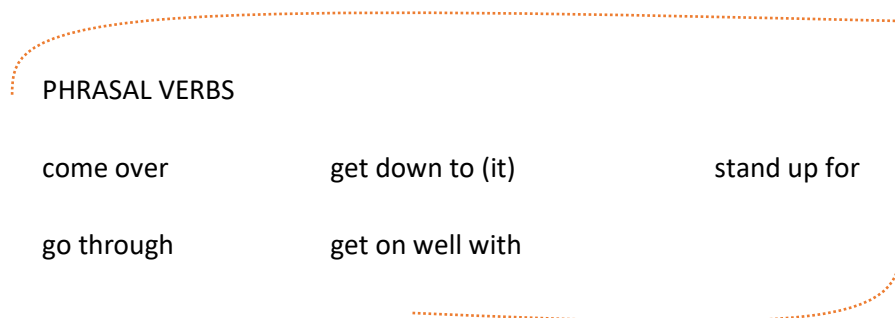 PHRASAL VERBS
come over get down to (it) stand up for
go through get on well with